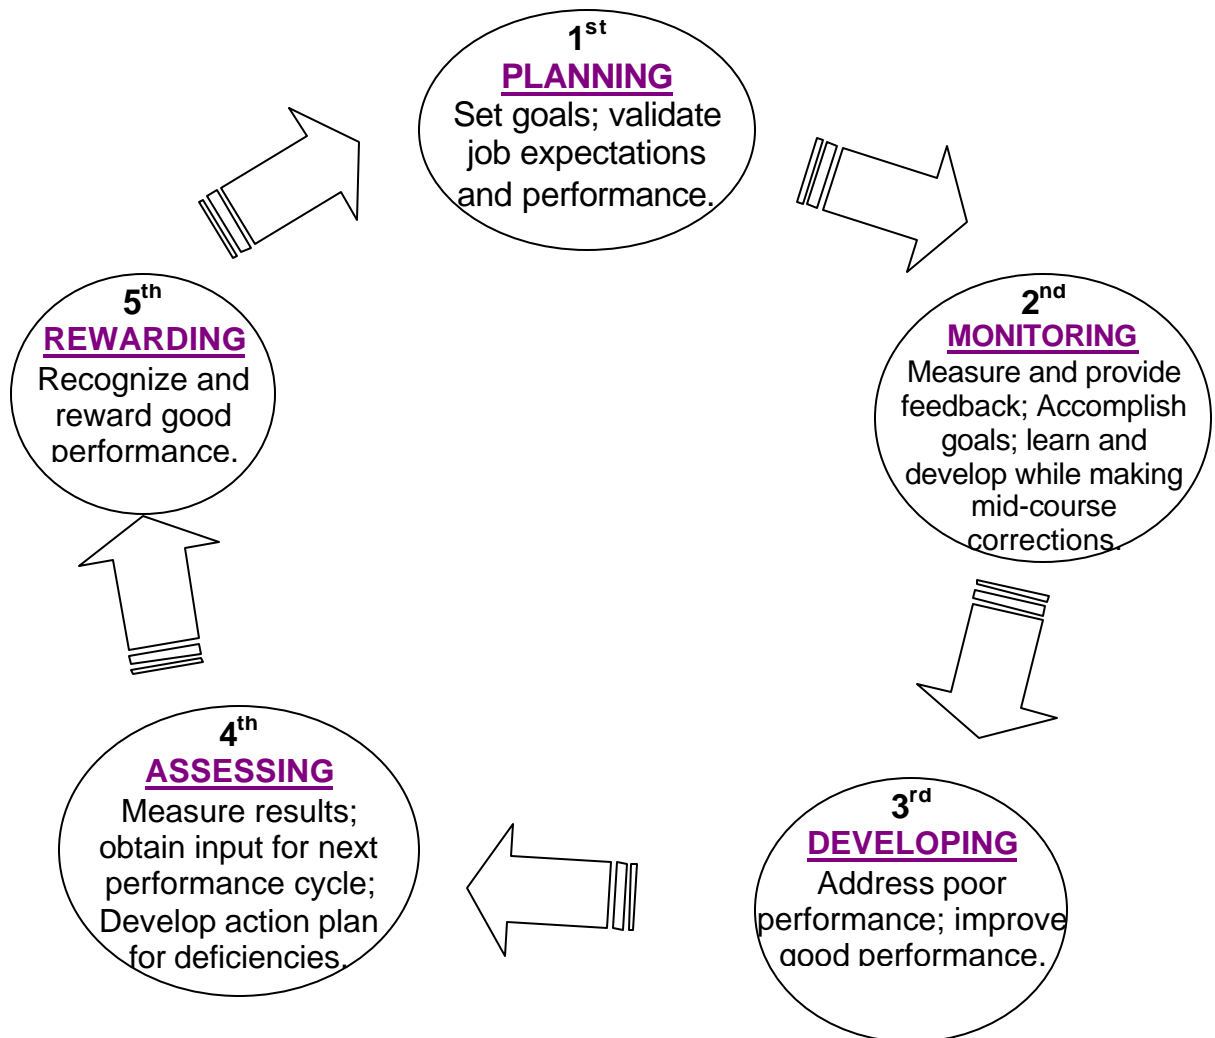 1st
PLANNING
Set goals; validate
job expectations
and performance.
2nd
MONITORING
Measure and provide
feedback; Accomplish
goals; learn and
develop while making
mid-course
corrections.
3rd
DEVELOPING
Address poor
performance; improve
good performance.
4th
ASSESSING
Measure results;
obtain input for next
performance cycle;
Develop action plan
for deficiencies.
5th
REWARDING
Recognize and
reward good
performance.